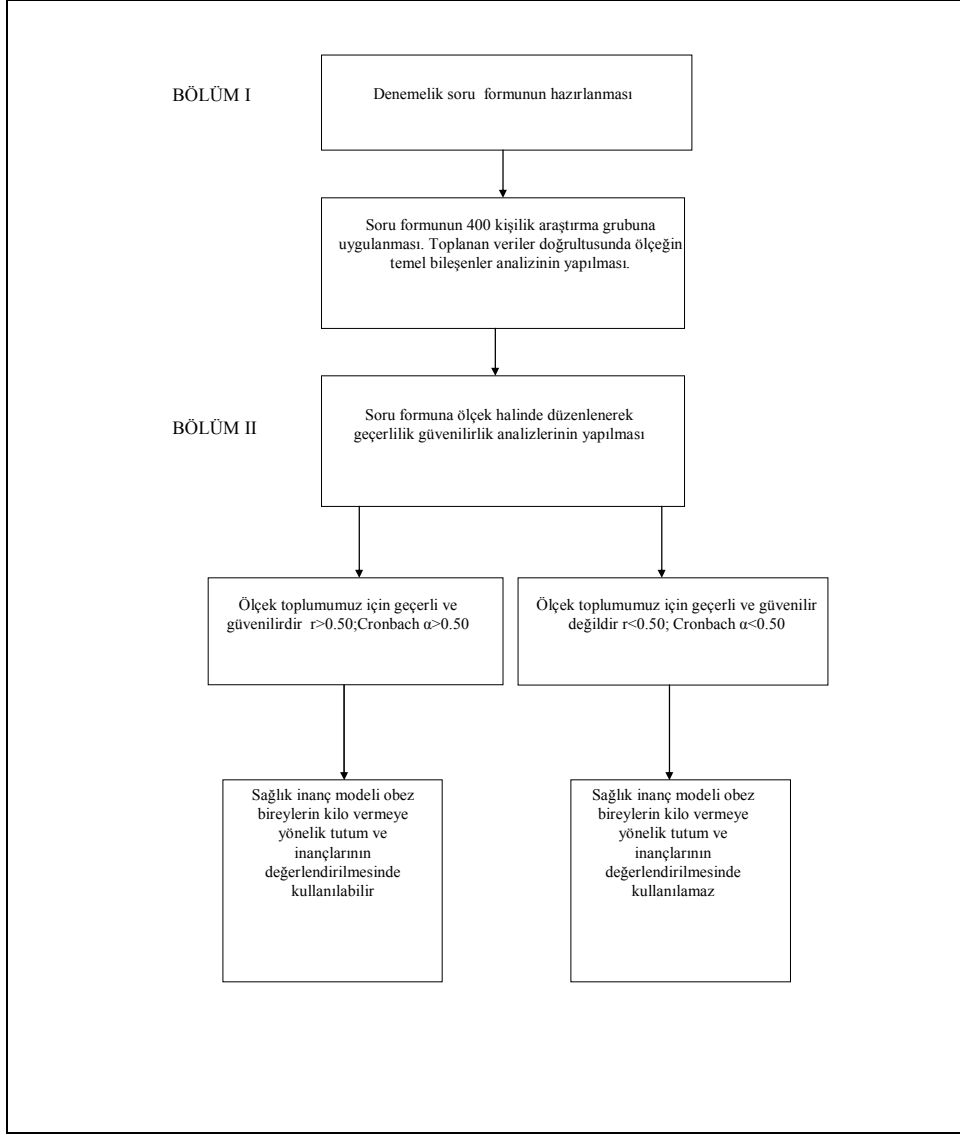 BÖLÜM I
Denemelik soru formunun hazırlanması
Soru formunun 400 kişilik araştırma grubuna
uygulanması. Toplanan veriler doğrultusunda ölçeğin
temel bileşenler analizinin yapılması.
BÖLÜM II
Soru formuna ölçek halinde düzenlenerek
geçerlilik güvenilirlik analizlerinin yapılması
Ölçek toplumumuz için geçerli ve
güvenilirdir r>0.50;Cronbach α>0.50
Ölçek toplumumuz için geçerli ve güvenilir
değildir r<0.50; Cronbach α<0.50
Sağlık inanç modeli obez
bireylerin kilo vermeye
yönelik tutum ve
inançlarının
değerlendirilmesinde
kullanılabilir
Sağlık inanç modeli obez
bireylerin kilo vermeye
yönelik tutum ve
inançlarının
değerlendirilmesinde
kullanılamaz